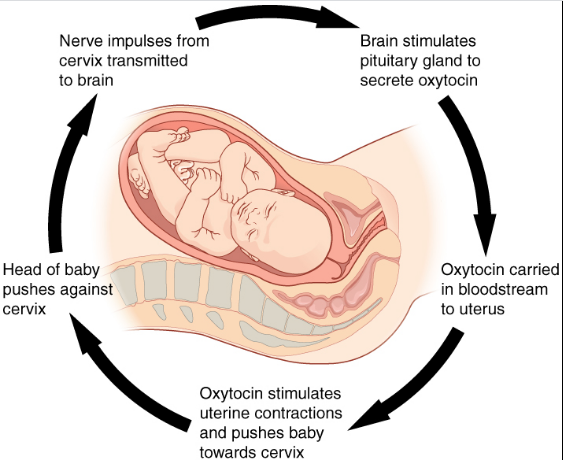 Nerve impulses from
cervix transmitted
to brain
Brain stimulates
pituitary gland to
secrete oxytocin
Oxytocin carried
in bloodstream
to uterus
Oxytocin stimulates
uterine contractions
and pushes baby
towards cervix
Head of baby
pushes against
cervix